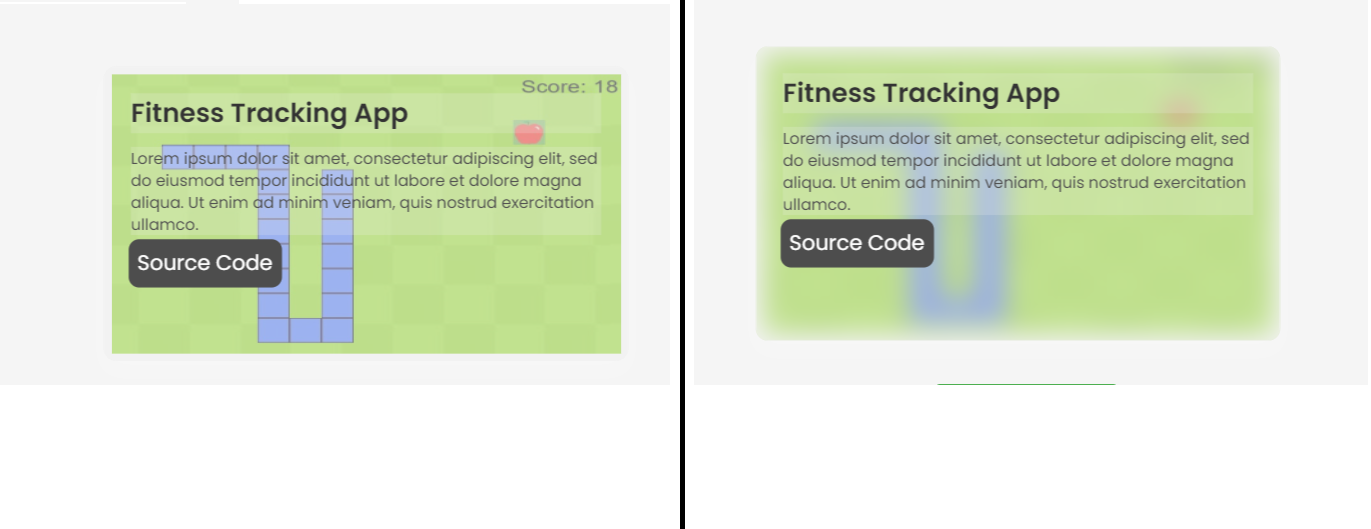 Score: 18
Fitness Tracking App
Lorem ipsum dolor sit amet, consectetur adipiscing elit, sed
do eiusmod tempor incididunt ut labore et dolore magna
aliqua. Ut enim ad minim veniam, quis nostrud exercitation
ullamco.
Source Code
Fitness Tracking App
Lorem ipsum dolor sit amet, consectetur adipiscing elit, sed
do eiusmod tempor incididunt ut labore et dolore magna
aliqua. Ut enim ad minim veniam, quis nostrud exercitation
ullamco.
Source Code